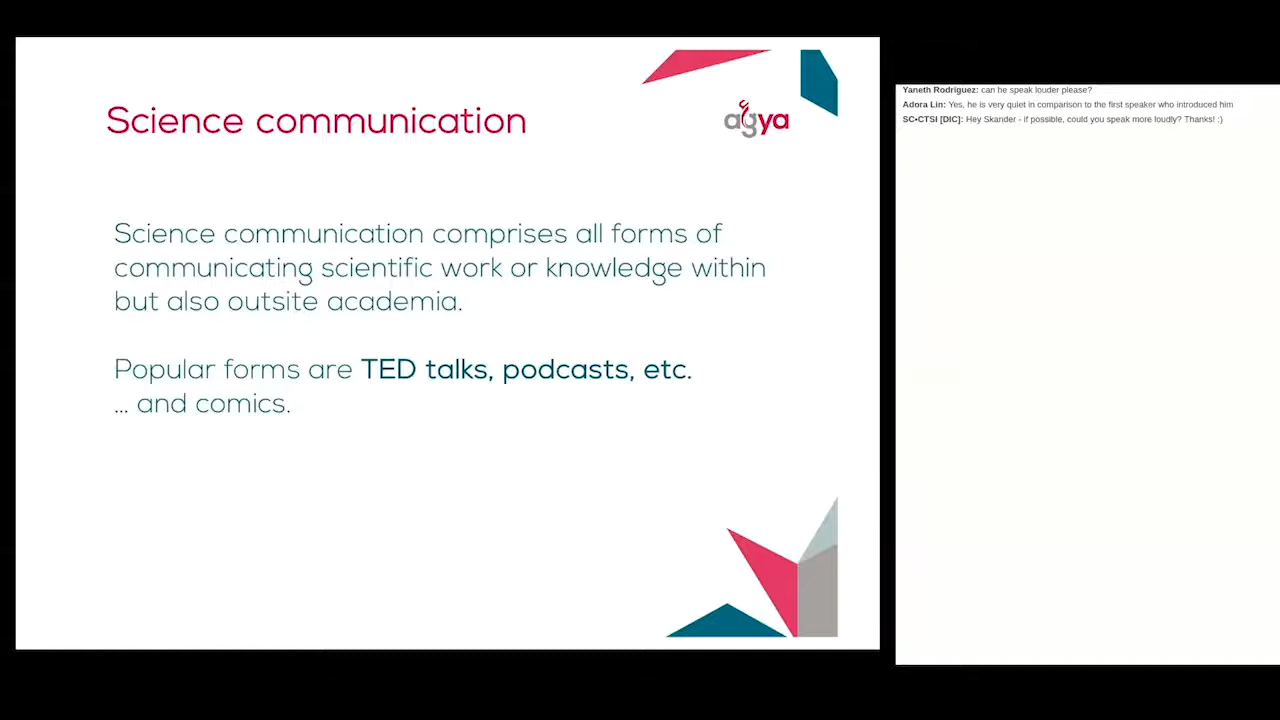 Science communication
agya
Science communication comprises all forms of
communicating scientific work or knowledge within
but also outsite academia.
Popular forms are TED talks, podcasts, etc.
... and comics.
Yaneth Rodriguez: can he speak louder please?
Adora Lin: Yes, he is very quiet in comparison to the first speaker who introduced him
SC•CTSI [DIC]: Hey Skander - if possible, could you speak more loudly? Thanks! :)